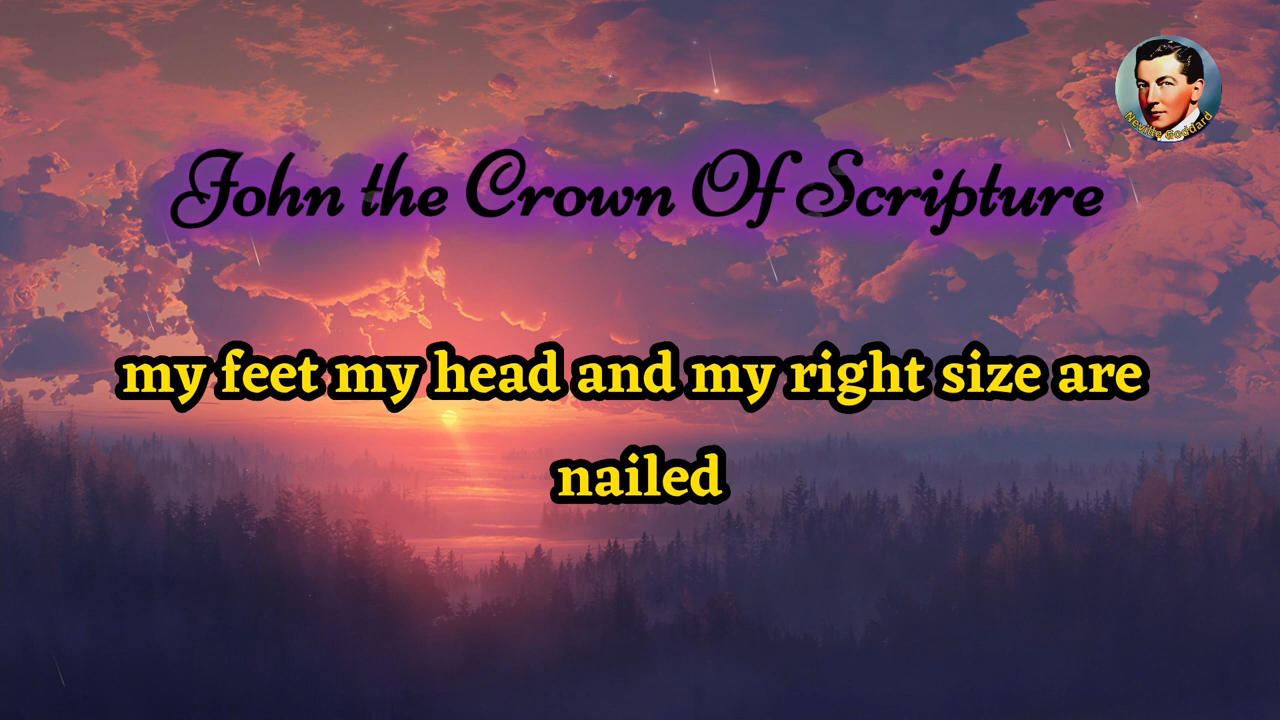 Neville Goddard
John the Crown Of Scripture
my feet my head and my right size are
nailed